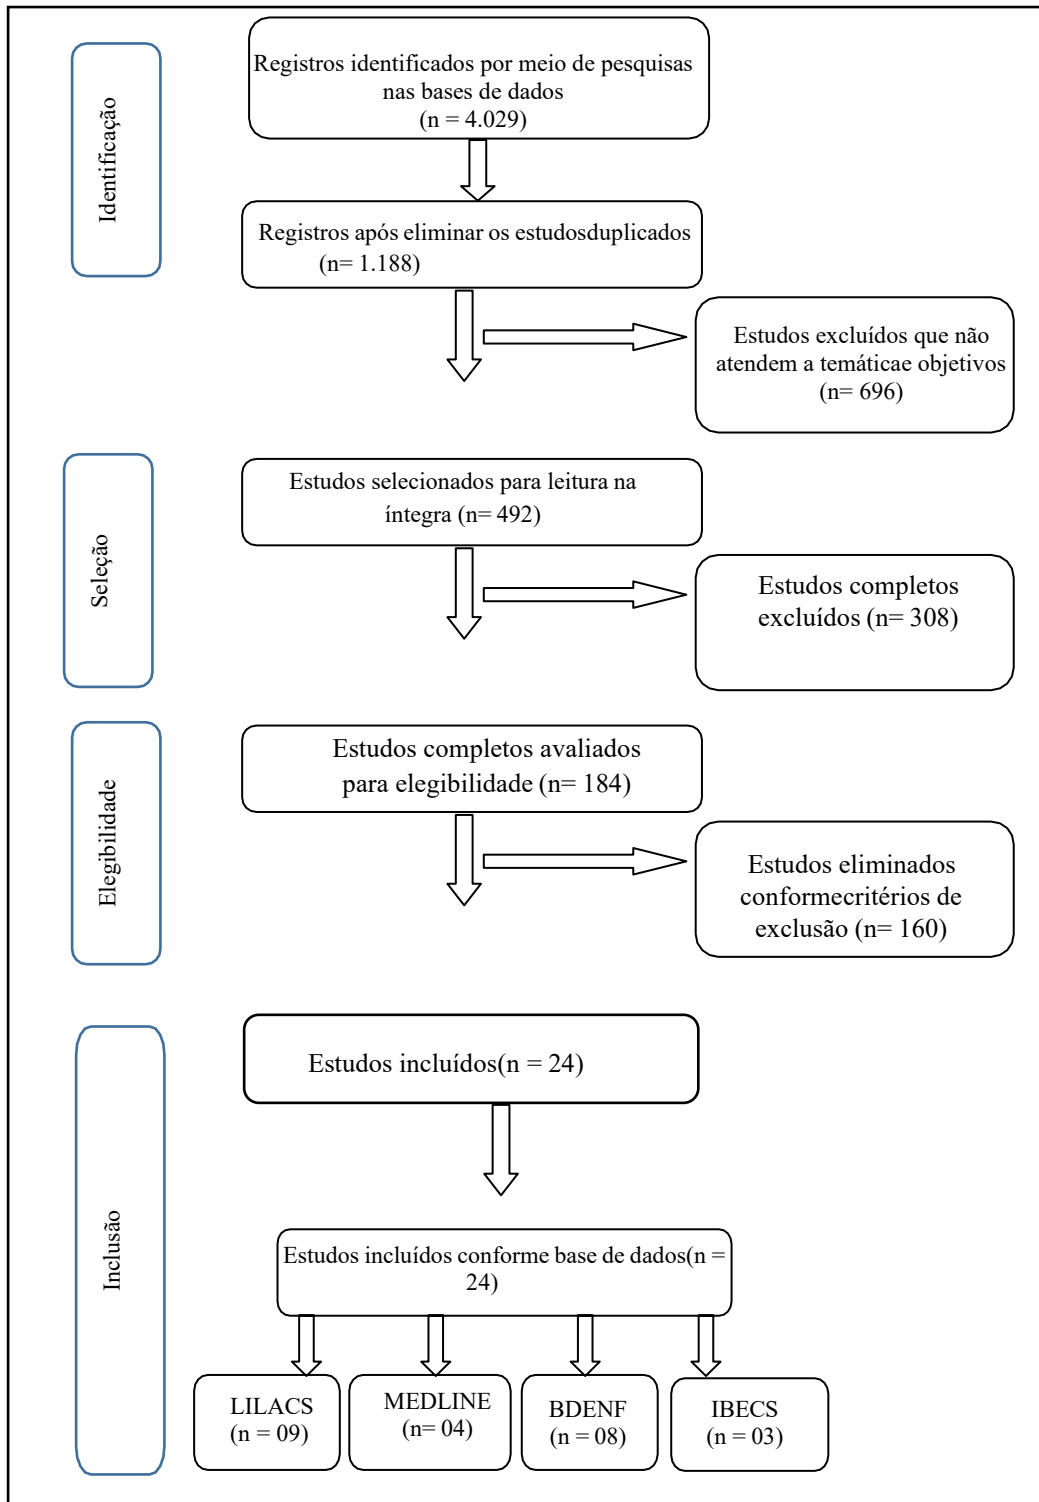 Identificação
Registros identificados por meio de pesquisas
nas bases de dados
(n = 4.029)
Registros após eliminar os estudosduplicados
(n= 1.188)
Estudos excluídos que não
atendem a temáticae objetivos
(n= 696)
Seleção
Estudos selecionados para leitura na
íntegra (n= 492)
Estudos completos
excluídos (n= 308)
Elegibilidade
Estudos completos avaliados
para elegibilidade (n= 184)
Estudos eliminados
conformecritérios de
exclusão (n= 160)
Inclusão
Estudos incluídos(n = 24)
Estudos incluídos conforme base de dados(n =
24)
LILACS
(n = 09)
MEDLINE
(n= 04)
BDENF
(n = 08)
IBECS
(n = 03)